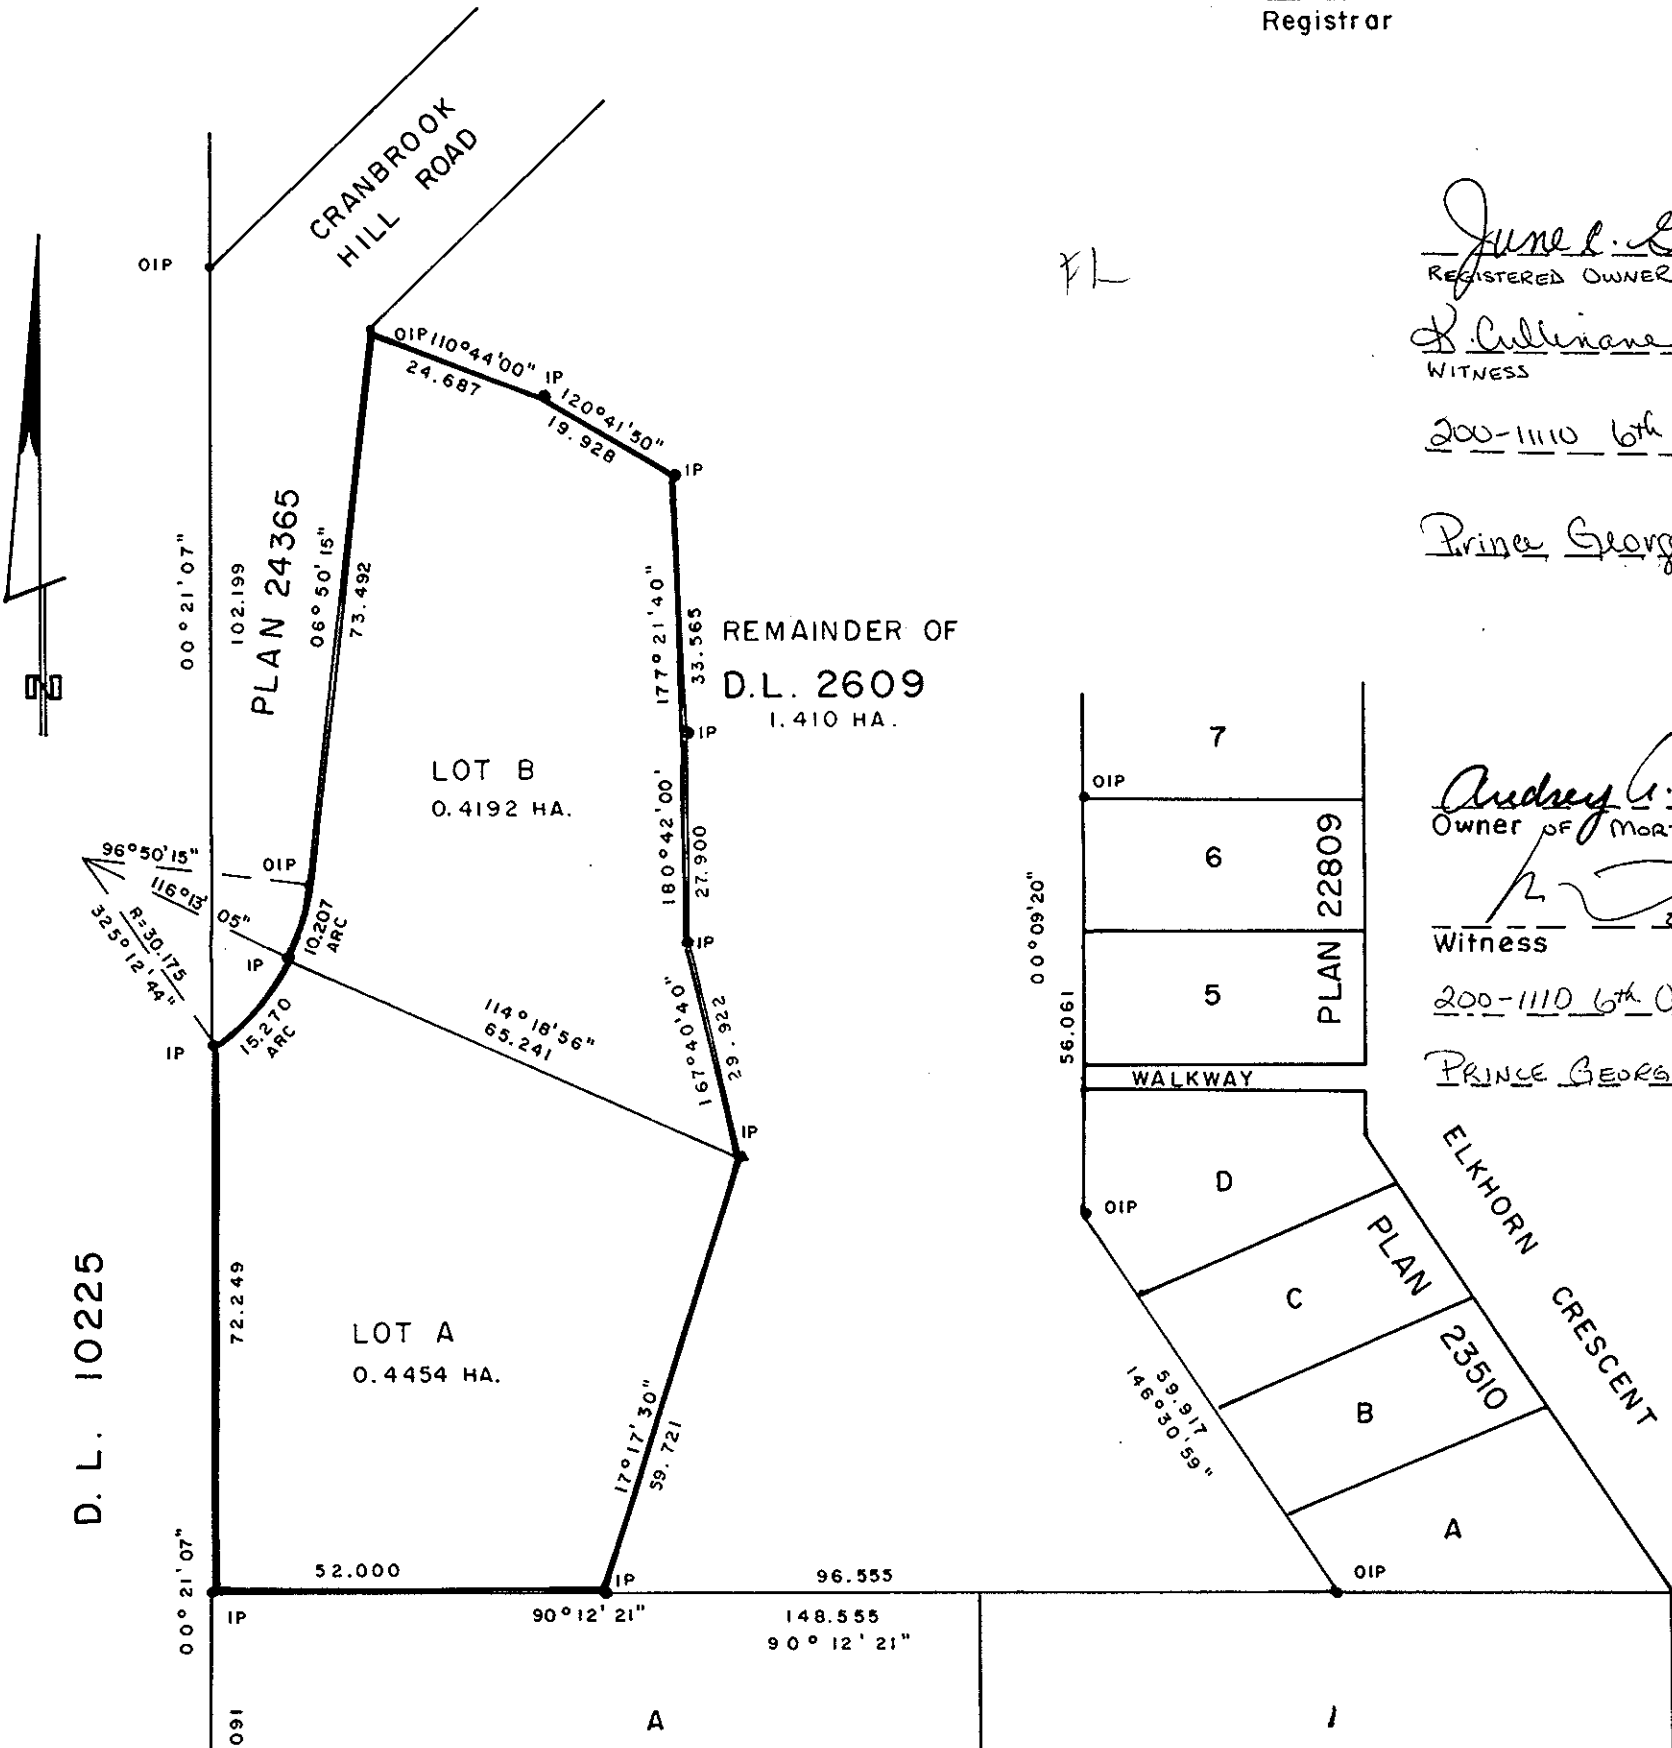 Registrar
CRANBROOK
HILL ROAD
OIP
OIP
110°44'00"
24.687
IP
120°41'50"
19.928
IP
00°21'07"
102.199
PLAN 24365
06°50'15"
73.492
177°21'40"
33.565
REMAINDER OF
D.L. 2609
1.410 HA.
IP
LOT B
0.4192 HA.
180°42'00'
27.900
IP
N
96°50'15"
OIP
116°13' 05"
R=30.175
325°12'44"
10.207
ARC
IP
15.270
ARC
IP
114°18'56"
65.241
167°40'40"
29.922
IP
D. L. 10225
72.249
LOT A
0.4454 HA.
17°17'30"
59.721
00°21'07"
52.000
IP
IP
90°12'21"
96.555
148.555
90°12'21"
OIP
091
A
1
7
OIP
6
5
PLAN 22809
00°09'20"
56.061
WALKWAY
D
OIP
C
B
A
PLAN
23510
59.917
146°30'59"
ELKHORN CRESCENT
FL
June
REGISTERED OWNER
K. Cullinane
WITNESS
200-1110 6th
Prince George
Audrey A.
Owner OF MORT
Witness
200-1110 6th
PRINCE GEORG